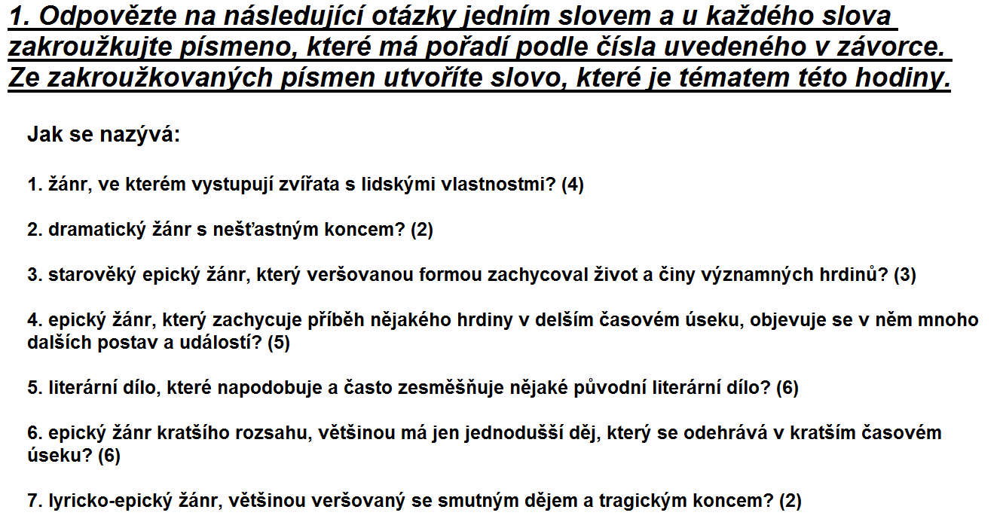 1. Odpovězte na následující otázky jedním slovem a u každého slova
zakroužkujte písmeno, které má pořadí podle čísla uvedeného v závorce.
Ze zakroužkovaných písmen utvoříte slovo, které je tématem této hodiny.
Jak se nazývá:
1. žánr, ve kterém vystupují zvířata s lidskými vlastnostmi? (4)
2. dramatický žánr s nešťastným koncem? (2)
3. starověký epický žánr, který veršovanou formou zachycoval život a činy významných hrdinů? (3)
4. epický žánr, který zachycuje příběh nějakého hrdiny v delším časovém úseku, objevuje se v něm mnoho
dalších postav a událostí? (5)
5. literární dílo, které napodobuje a často zesměšňuje nějaké původní literární dílo? (6)
6. epický žánr kratšího rozsahu, většinou má jen jednodušší děj, který se odehrává v kratším časovém
úseku? (6)
7. lyricko-epický žánr, většinou veršovaný se smutným dějem a tragickým koncem? (2)